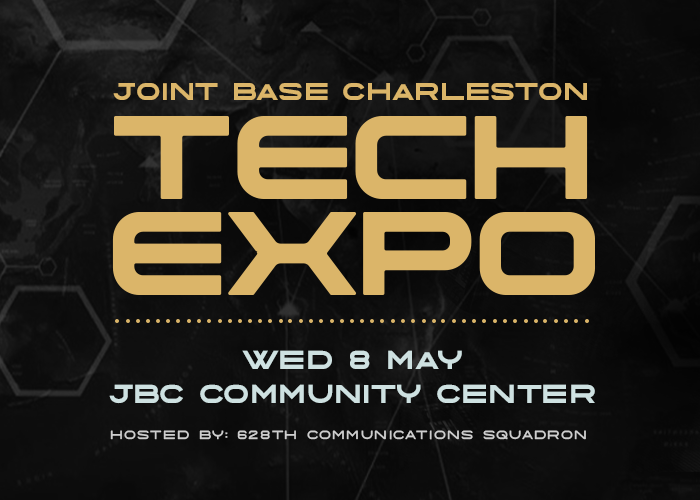 JOINT BASE CHARLESTON
TECH
EXPO
WED 8 MAY
JBC COMMUNITY CENTER
HOSTED BY: 628TH COMMUNICATIONS SQUADRON